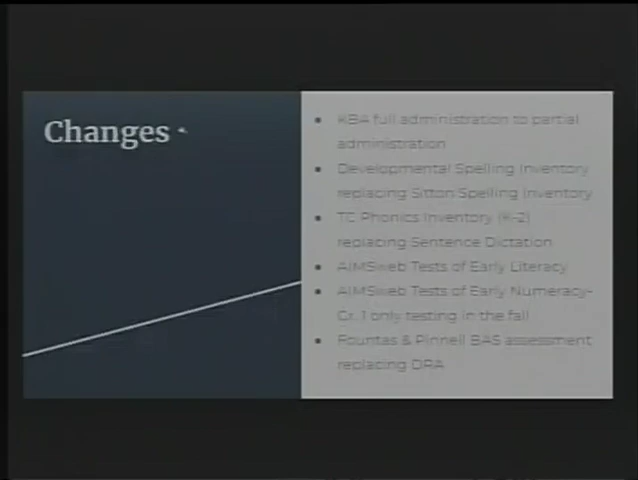 Changes
• KBA full administration to partial
administration
• Developmental Spelling Inventory
replacing Sitton Spelling Inventory
• TC Phonics Inventory (K-2)
replacing Sentence Dictation
• AIMSweb Tests of Early Literacy
• AIMSweb Tests of Early Numeracy-
Gr. 1 only testing in the fall
• Fountas & Pinnell BAS assessment
replacing DRA